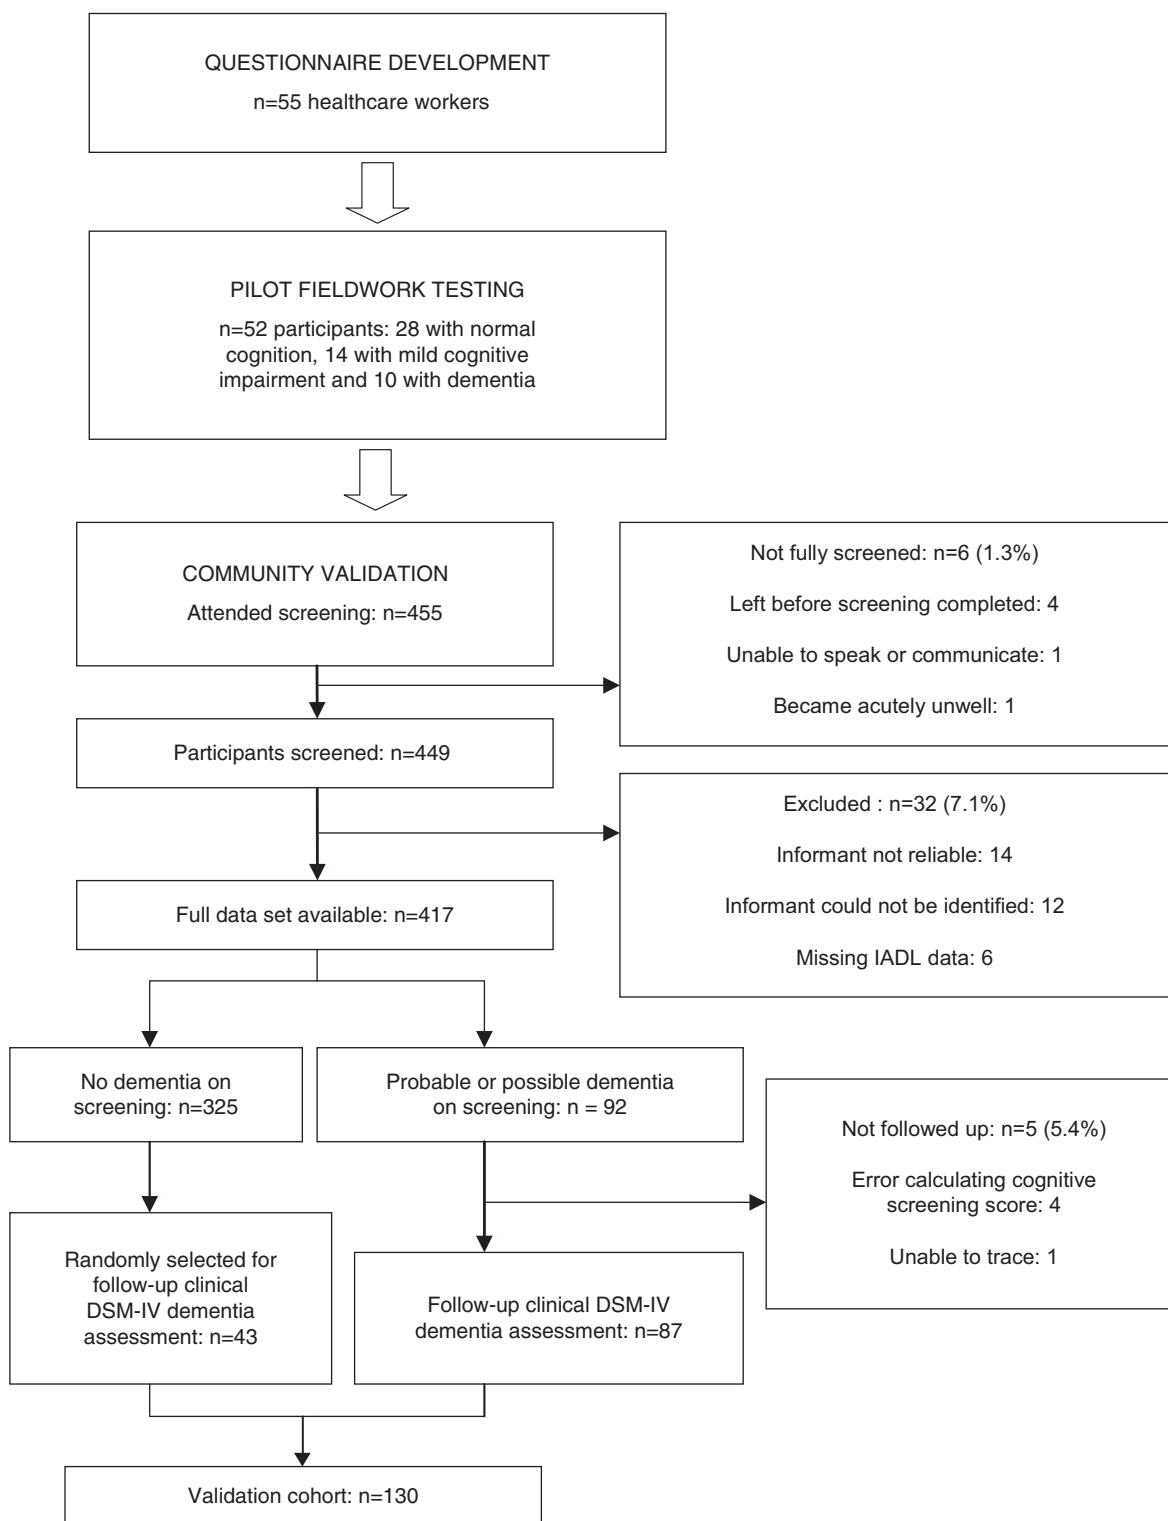 QUESTIONNAIRE DEVELOPMENT
n=55 healthcare workers
PILOT FIELDWORK TESTING
n=52 participants: 28 with normal
cognition, 14 with mild cognitive
impairment and 10 with dementia
COMMUNITY VALIDATION
Attended screening: n=455
Not fully screened: n=6 (1.3%)
Left before screening completed: 4
Unable to speak or communicate: 1
Became acutely unwell: 1
Participants screened: n=449
Excluded : n=32 (7.1%)
Informant not reliable: 14
Informant could not be identified: 12
Missing IADL data: 6
Full data set available: n=417
No dementia on
screening: n=325
Probable or possible dementia
on screening: n = 92
Not followed up: n=5 (5.4%)
Error calculating cognitive
screening score: 4
Unable to trace: 1
Randomly selected for
follow-up clinical
DSM-IV dementia
assessment: n=43
Follow-up clinical DSM-IV
dementia assessment: n=87
Validation cohort: n=130